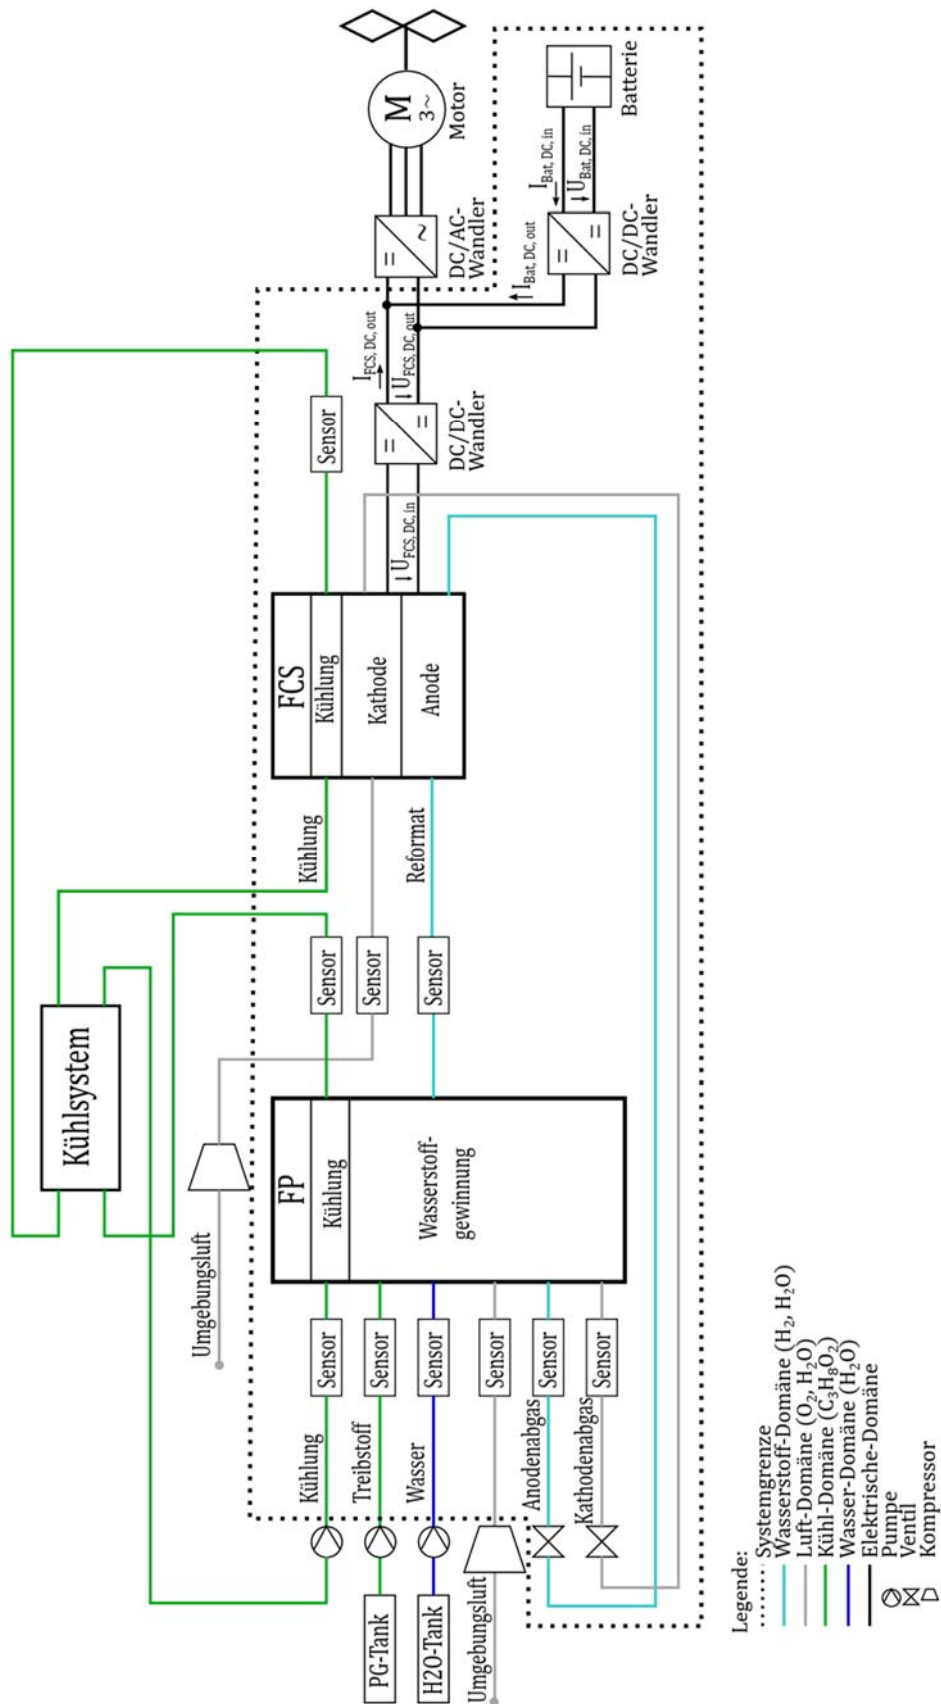 Kühlsystem
Umgebungsluft
FP
Kühlung
Wasserstoff-
gewinnung
FCS
Kühlung
Kathode
Anode
Kühlung
Sensor
Treibstoff
Sensor
Wasser
Sensor
Sensor
Anodenabgas
Sensor
Kathodenabgas
Sensor
PG-Tank
H2O-Tank
Umgebungsluft
Sensor
Sensor
Sensor
Kühlung
Reformat
Sensor
U_FCS, DC, in
DC/DC-
Wandler
I_FCS, DC, out
U_FCS, DC, out
DC/AC-
Wandler
M
3~
Motor
I_Bat, DC, out
DC/DC-
Wandler
I_Bat, DC, in
U_Bat, DC, in
Batterie
Legende:
Systemgrenze
Wasserstoff-Domäne (H₂, H₂O)
Luft-Domäne (O₂, H₂O)
Kühl-Domäne (C₃H₈O₂)
Wasser-Domäne (H₂O)
Elektrische-Domäne
Pumpe
Ventil
Kompressor